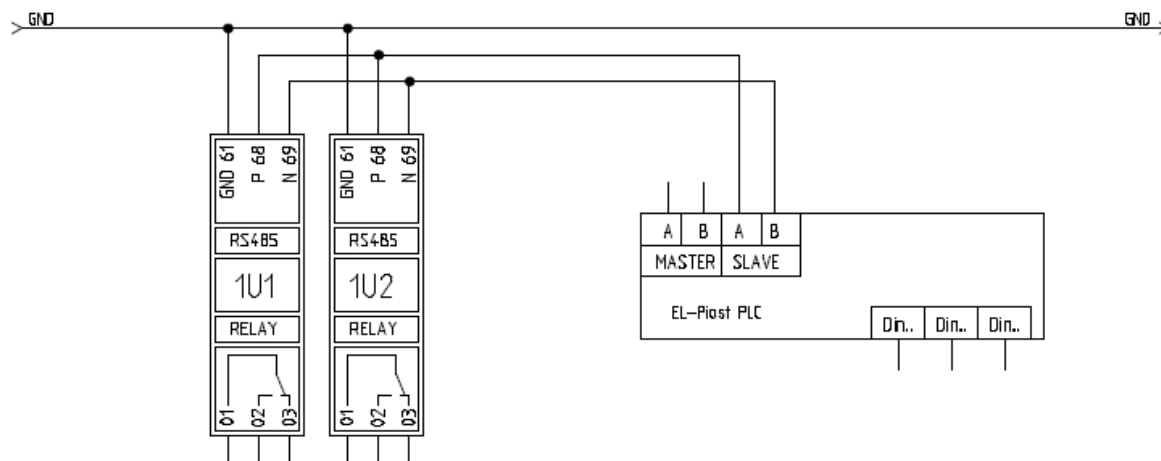 GND GND
GND 61 P 68 N 69 GND 61 P 68 N 69
A B A B
RS485 RS485
MASTER SLAVE
1U1 1U2
EL-Piast PLC
RELAY RELAY
Din.. Din.. Din..
01 02 03 01 02 03